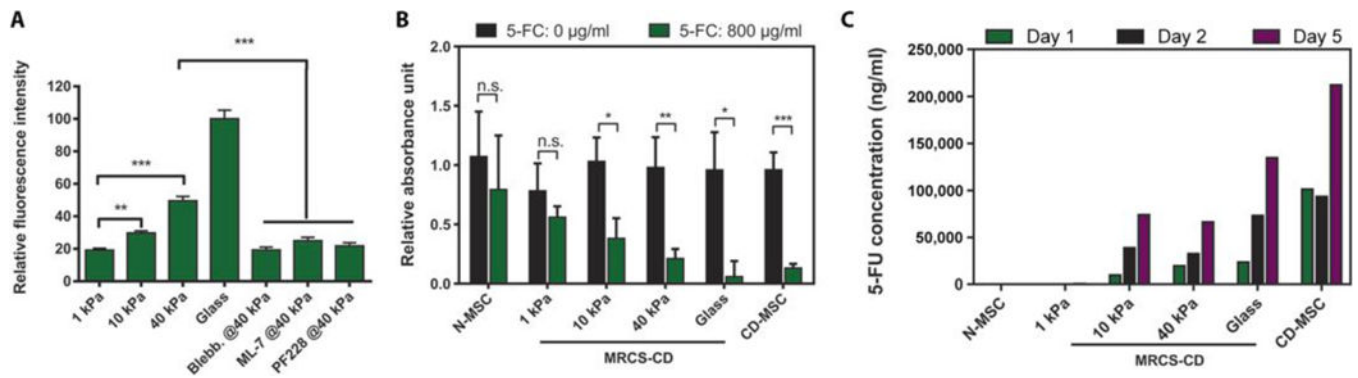 A
Relative fluorescence intensity
120
100
80
60
40
20
0
***
***
**
1 kPa
10 kPa
40 kPa
Glass
Blebb. @40 kPa
ML-7 @40 kPa
PF228 @40 kPa
B
5-FC: 0 µg/ml
5-FC: 800 µg/ml
Relative absorbance unit
2.0
1.5
1.0
0.5
0.0
n.s.
n.s.
*
**
*
***
N-MSC
1 kPa
10 kPa
40 kPa
Glass
CD-MSC
MRCS-CD
C
Day 1
Day 2
Day 5
5-FU concentration (ng/ml)
250,000
200,000
150,000
100,000
50,000
0
N-MSC
1 kPa
10 kPa
40 kPa
Glass
CD-MSC
MRCS-CD